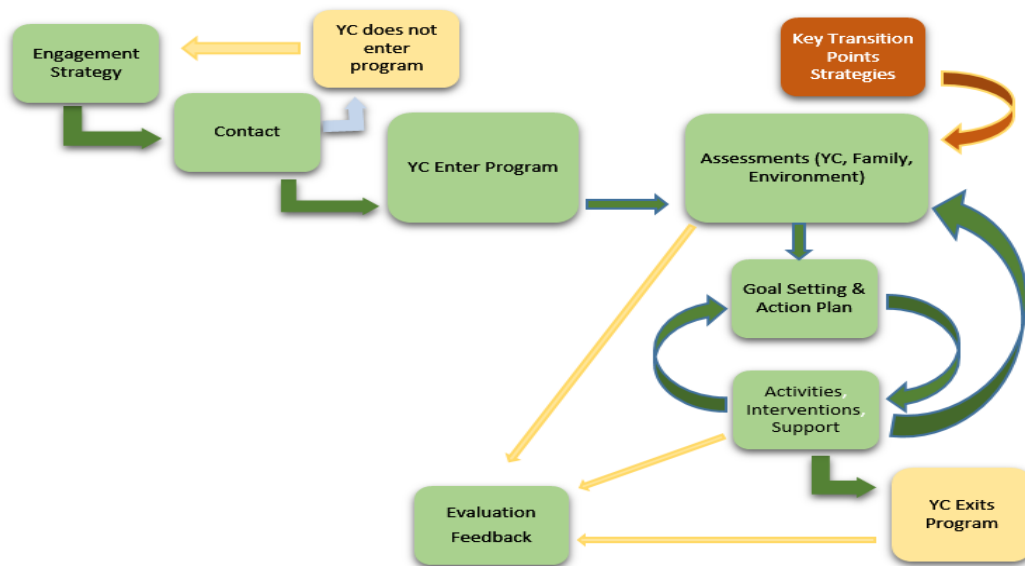 Engagement
Strategy
YC does not
enter
program
Contact
YC Enter Program
Key Transition
Points
Strategies
Assessments (YC, Family,
Environment)
Goal Setting &
Action Plan
Activities,
Interventions,
Support
YC Exits
Program
Evaluation
Feedback